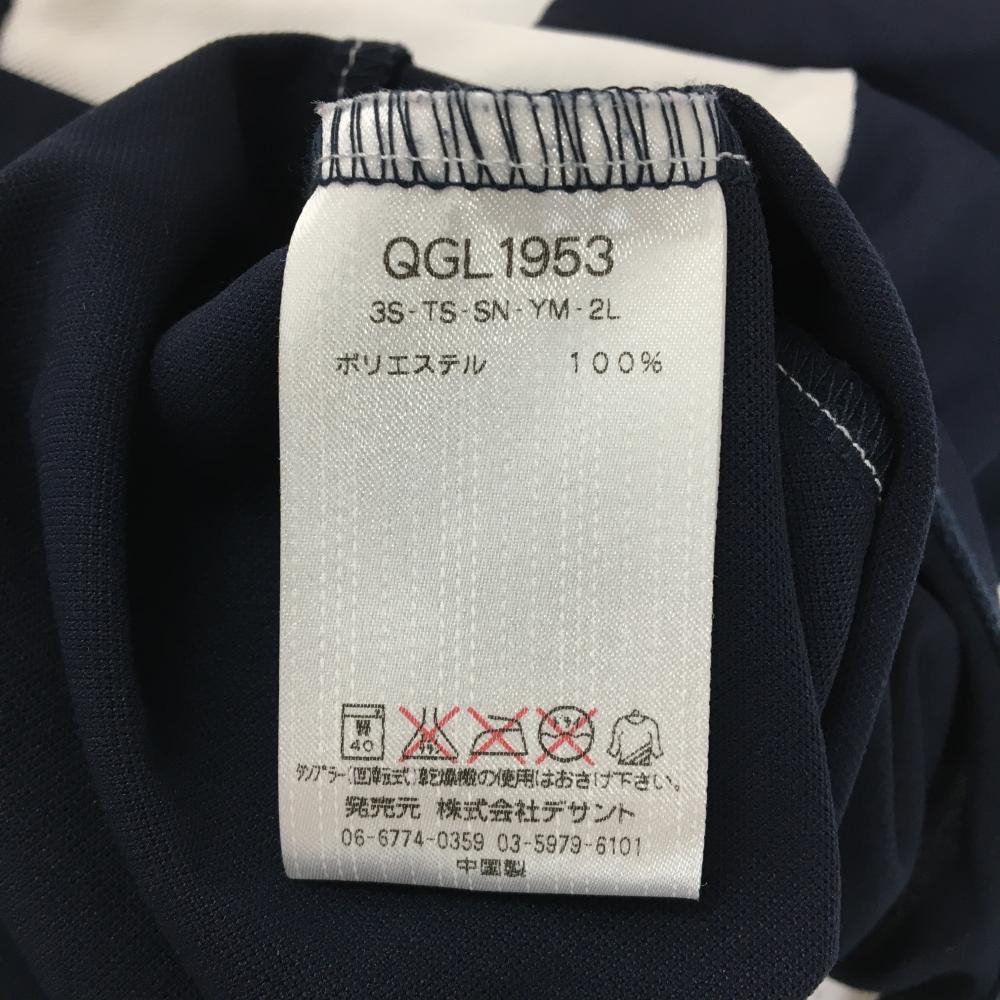 QGL1953
3S-TS-SN-YM-2L
ポリエステル 100%
40
タンブラー(回転式)乾燥機の使用はおさけ下さい。
発売元 株式会社デサント
06-6774-0359 03-5979-6101
中国製